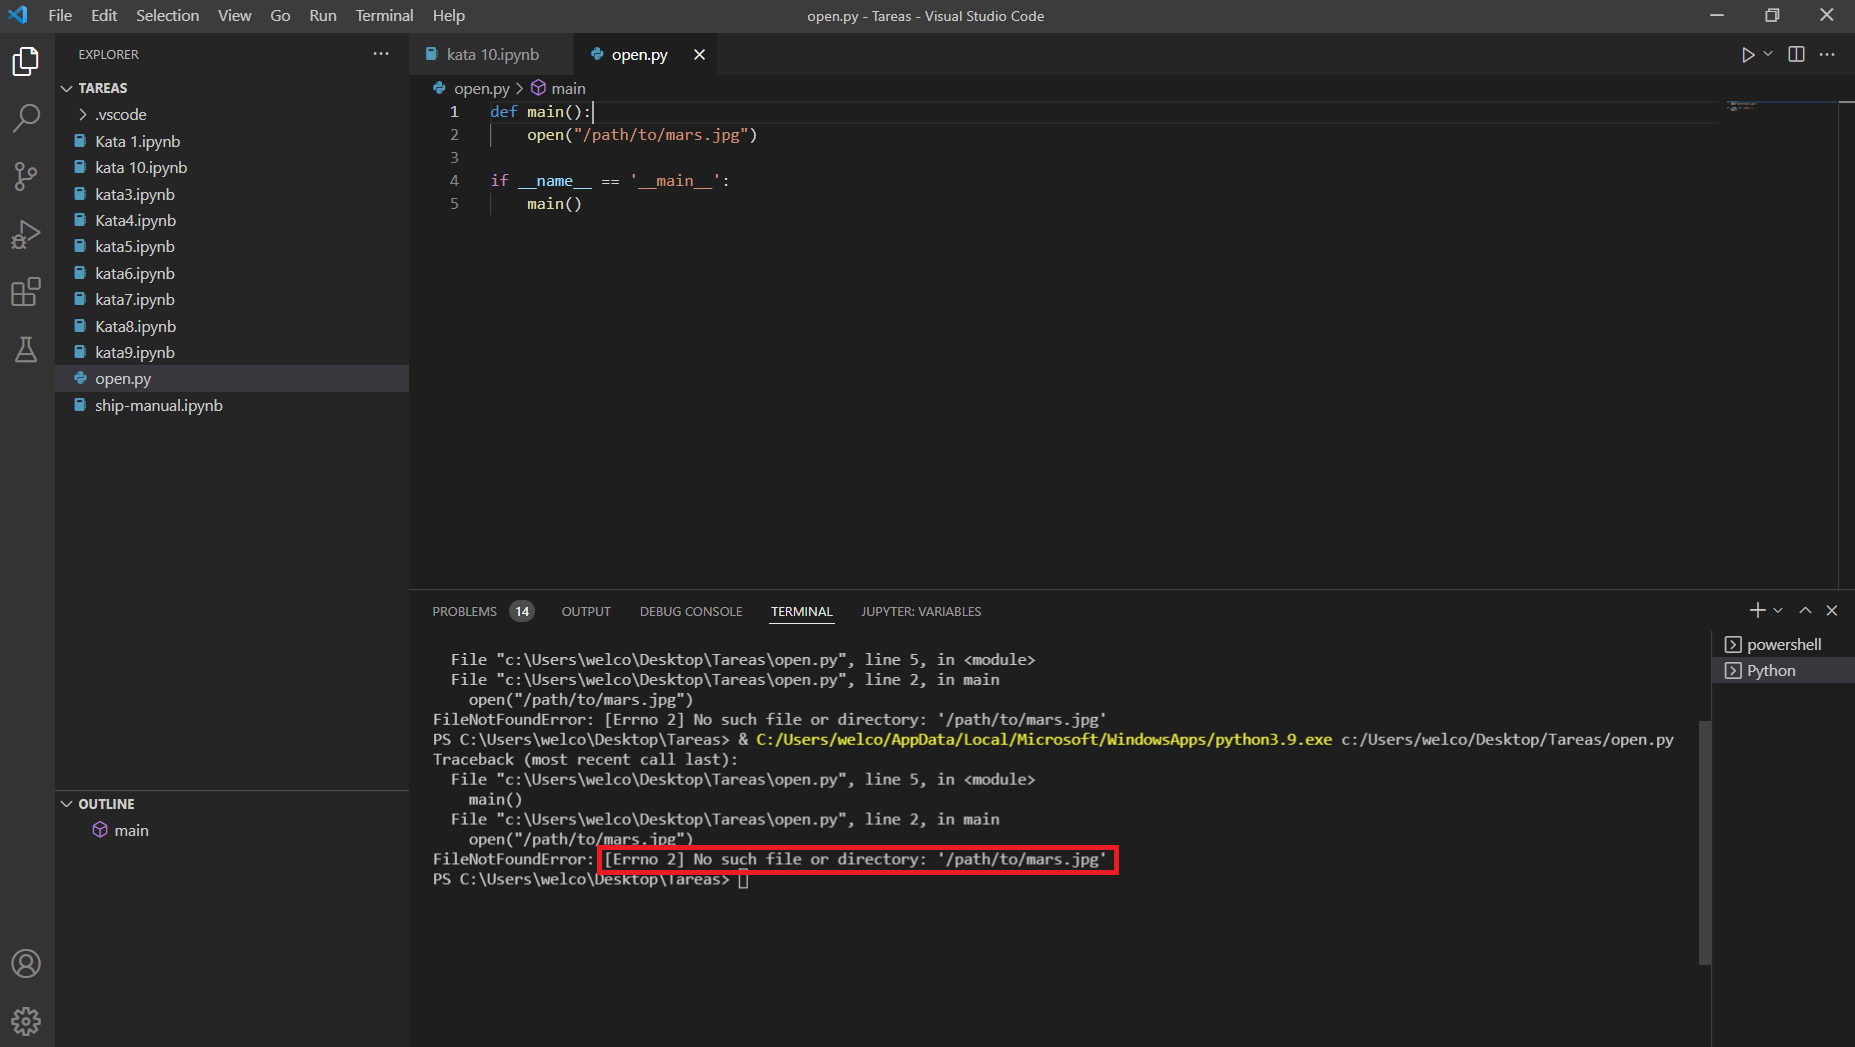 File Edit Selection View Go Run Terminal Help
open.py - Tareas - Visual Studio Code
EXPLORER
TAREAS
.vscode
Kata 1.ipynb
kata 10.ipynb
kata3.ipynb
Kata4.ipynb
kata5.ipynb
kata6.ipynb
kata7.ipynb
Kata8.ipynb
kata9.ipynb
open.py
ship-manual.ipynb
OUTLINE
main
kata 10.ipynb
open.py
open.py > main
1 def main():
2 open("/path/to/mars.jpg")
3
4 if __name__ == '__main__':
5 main()
PROBLEMS 14 OUTPUT DEBUG CONSOLE TERMINAL JUPYTER: VARIABLES
File "c:\Users\welco\Desktop\Tareas\open.py", line 5, in <module>
File "c:\Users\welco\Desktop\Tareas\open.py", line 2, in main
open("/path/to/mars.jpg")
FileNotFoundError: [Errno 2] No such file or directory: '/path/to/mars.jpg'
PS C:\Users\welco\Desktop\Tareas> & C:/Users/welco/AppData/Local/Microsoft/WindowsApps/python3.9.exe c:/Users/welco/Desktop/Tareas/open.py
Traceback (most recent call last):
File "c:\Users\welco\Desktop\Tareas\open.py", line 5, in <module>
main()
File "c:\Users\welco\Desktop\Tareas\open.py", line 2, in main
open("/path/to/mars.jpg")
FileNotFoundError: [Errno 2] No such file or directory: '/path/to/mars.jpg'
PS C:\Users\welco\Desktop\Tareas>
powershell
Python